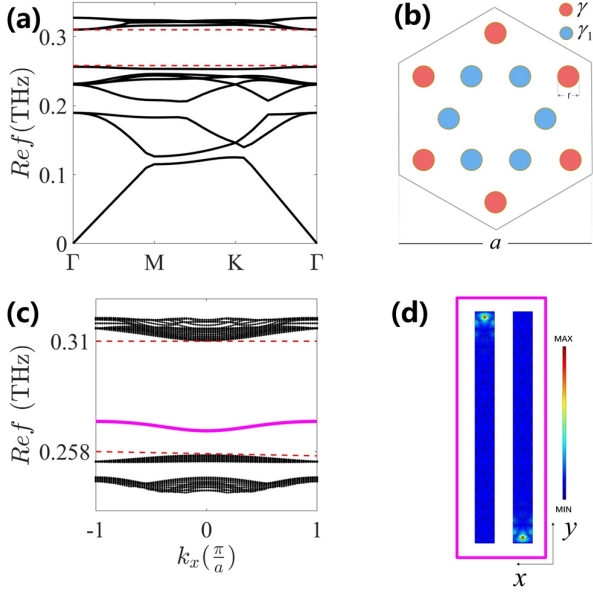 (a)
0.3
0.2
0.1
0
Ref(THz)
Γ M K Γ
(b)
γ
γ₁
r
a
(c)
0.31
0.258
Ref (THz)
-1 0 1
kₓ(π/a)
(d)
MAX
MIN
y
x